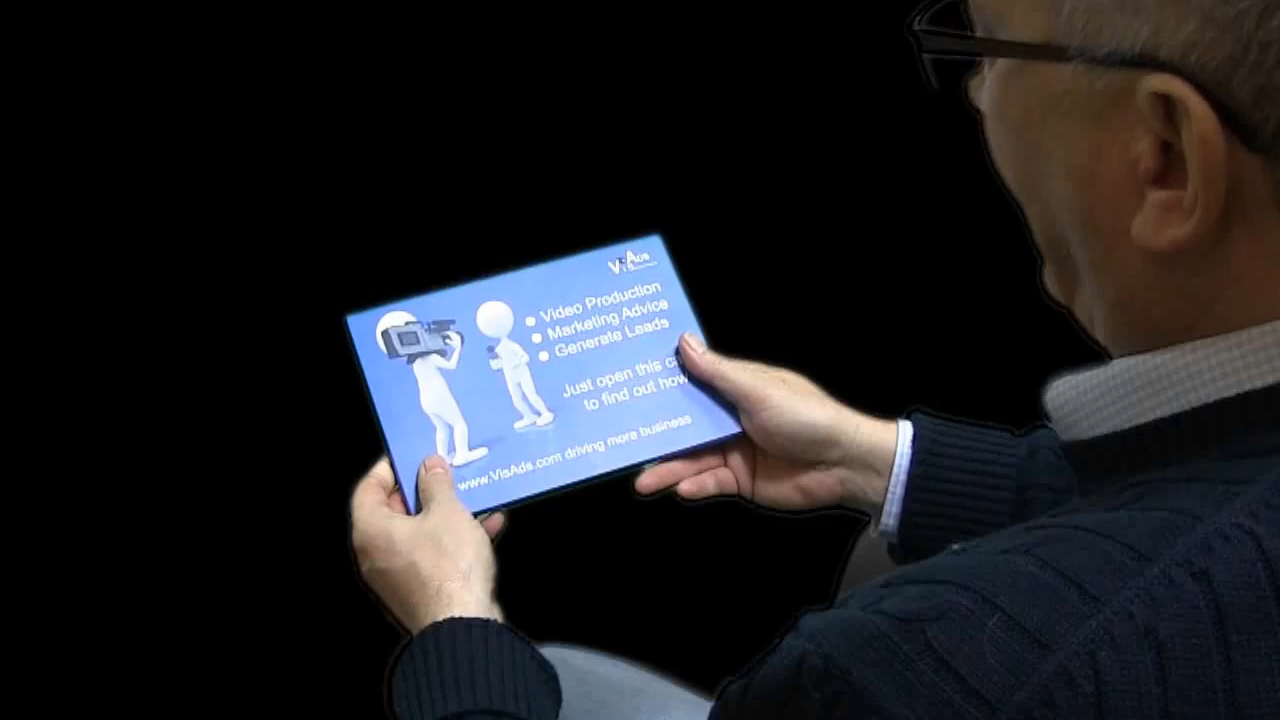 VisAds
• Video Production
• Marketing Advice
• Generate Leads
Just open this
to find out how
www.VisAds.com driving more business